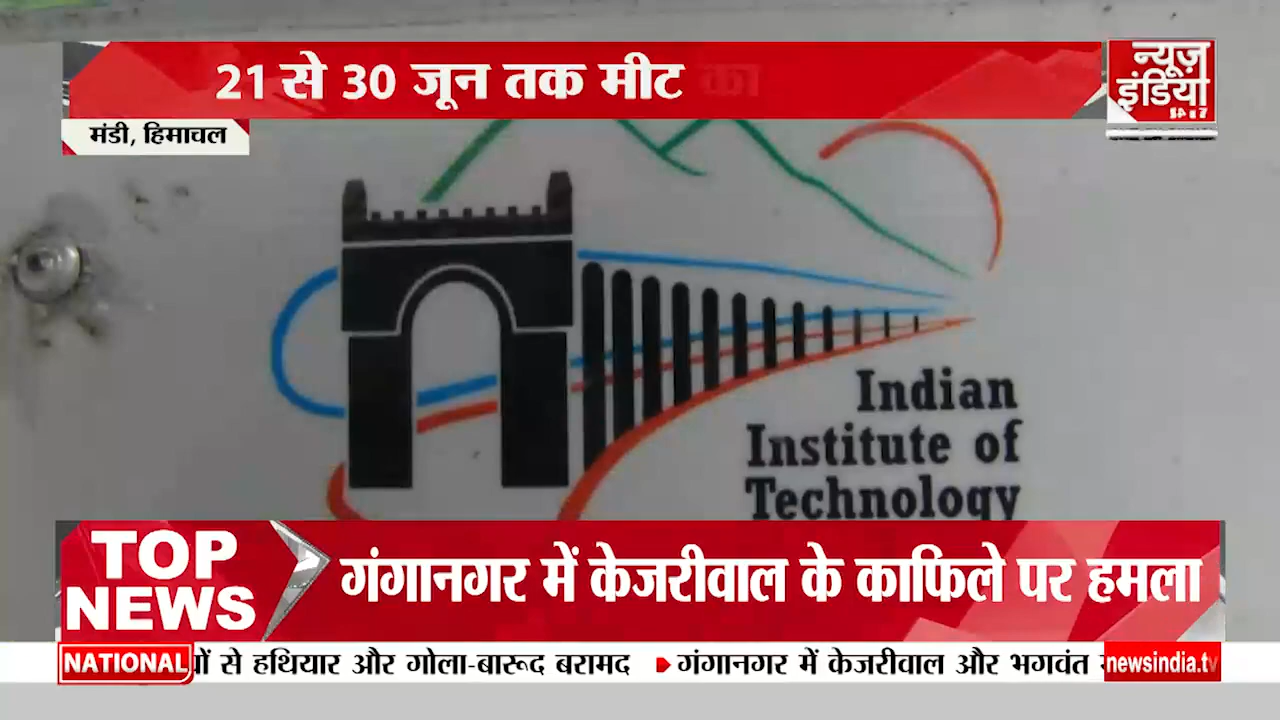 21 से 30 जून तक मीट का
न्यूज़
इंडिया
24x7
मंडी, हिमाचल
Indian
Institute of
Technology
TOP
NEWS
गंगानगर में केजरीवाल के काफिले पर हमला
NATIONAL
से हथियार और गोला-बारूद बरामद
गंगानगर में केजरीवाल और भगवंत
newsindia.tv